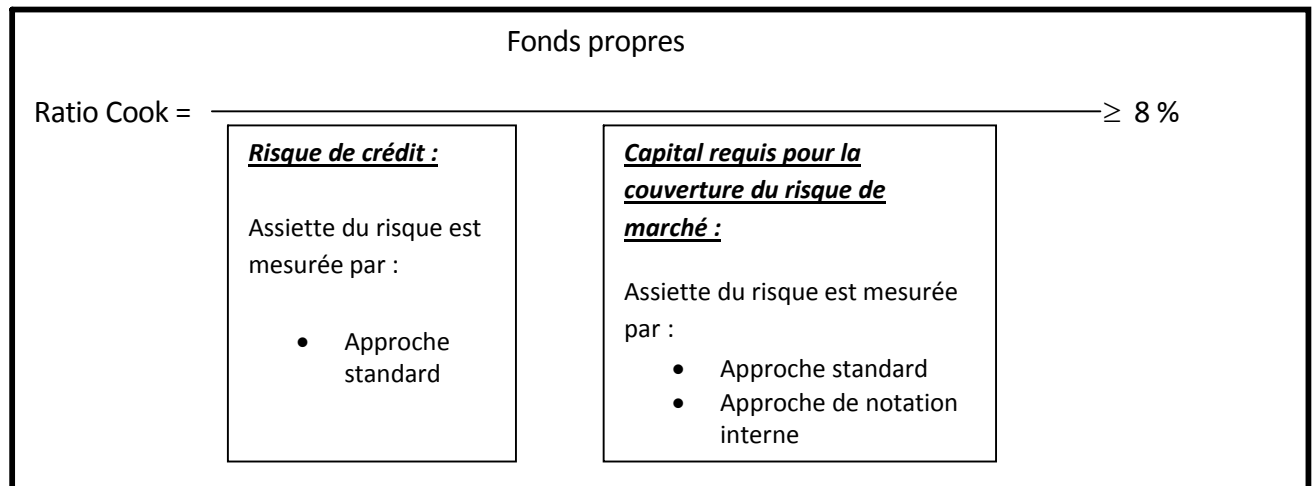 Fonds propres
Ratio Cook = ≥ 8 %
Risque de crédit :
Assiette du risque est
mesurée par :
• Approche
standard
Capital requis pour la
couverture du risque de
marché :
Assiette du risque est mesurée
par :
• Approche standard
• Approche de notation
interne